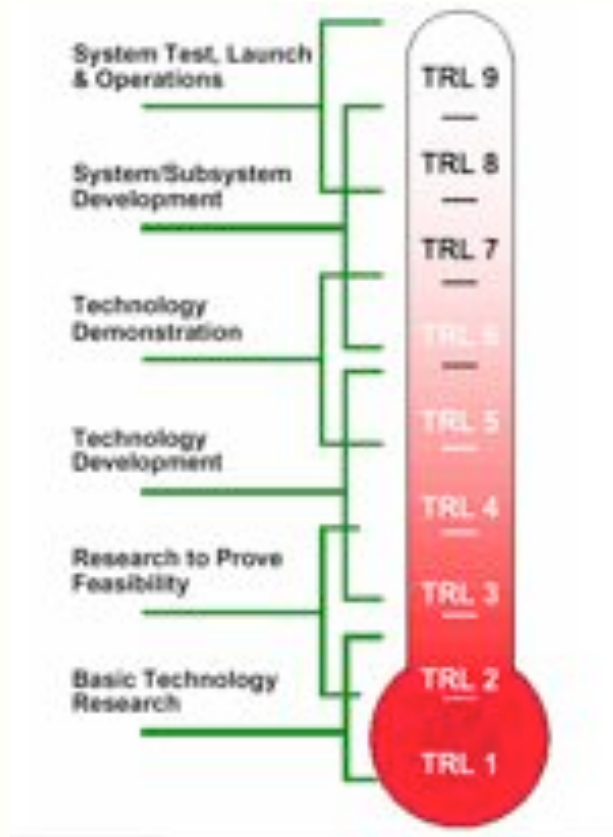 System Test, Launch
& Operations
System/Subsystem
Development
Technology
Demonstration
Technology
Development
Research to Prove
Feasibility
Basic Technology
Research
TRL 9
TRL 8
TRL 7
TRL 6
TRL 5
TRL 4
TRL 3
TRL 2
TRL 1